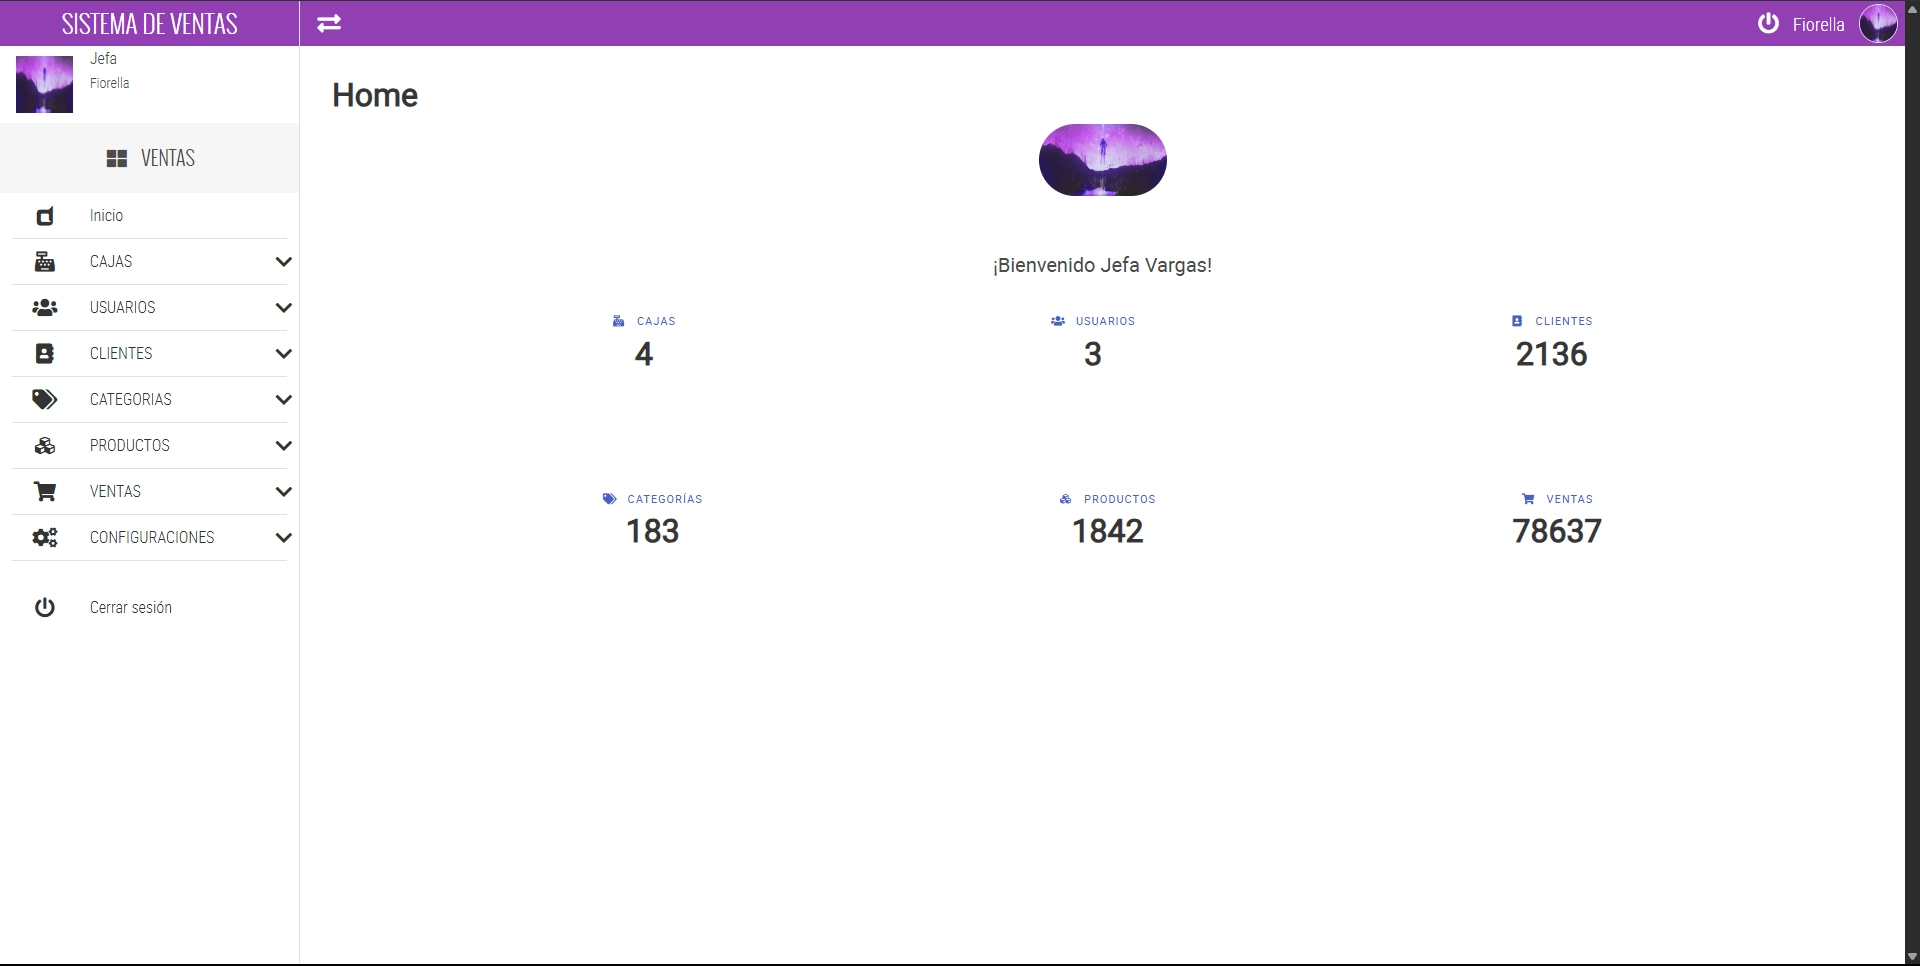 SISTEMA DE VENTAS
Fiorella
Jefa
Fiorella
VENTAS
Inicio
CAJAS
USUARIOS
CLIENTES
CATEGORIAS
PRODUCTOS
VENTAS
CONFIGURACIONES
Cerrar sesión
Home
¡Bienvenido Jefa Vargas!
CAJAS
4
USUARIOS
3
CLIENTES
2136
CATEGORÍAS
183
PRODUCTOS
1842
VENTAS
78637